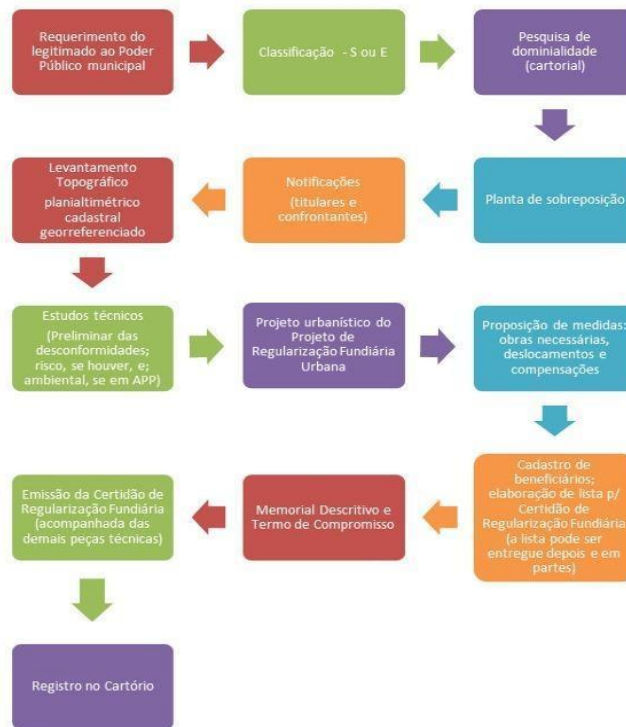 Requerimento do
legitimado ao Poder
Público municipal
Classificação - S ou E
Pesquisa de
dominialidade
(cartorial)
Planta de sobreposição
Notificações
(titulares e
confrontantes)
Levantamento
Topográfico
planialtimétrico
cadastral
georreferenciado
Estudos técnicos
(Preliminar das
desconformidades;
risco, se houver, e;
ambiental, se em APP)
Projeto urbanístico do
Projeto de
Regularização Fundiária
Urbana
Proposição de medidas:
obras necessárias,
deslocamentos e
compensações
Cadastro de
beneficiários;
elaboração de lista p/
Certidão de
Regularização Fundiária
(a lista pode ser
entregue depois e em
partes)
Memorial Descritivo e
Termo de Compromisso
Emissão da Certidão de
Regularização Fundiária
(acompanhada das
demais peças técnicas)
Registro no Cartório